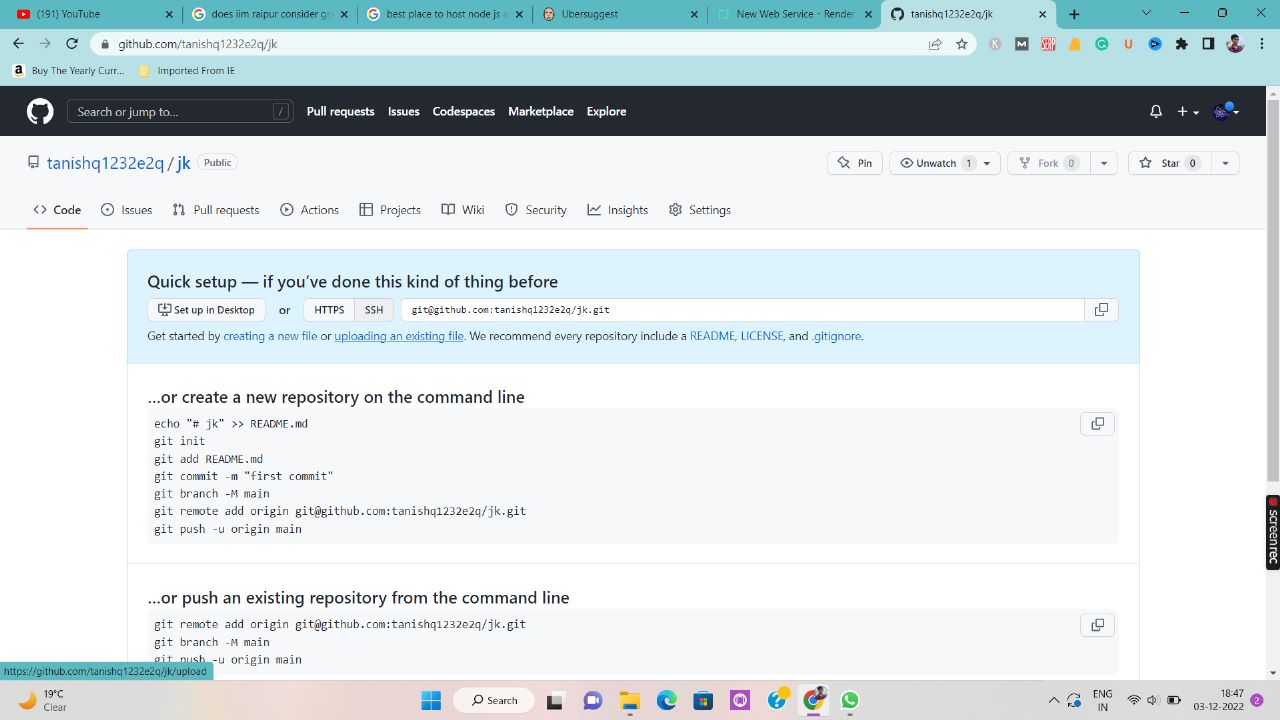 (191) YouTube
does iim raipur consider gr
best place to host node js a
Ubersuggest
New Web Service · Render
tanishq1232e2q/jk
github.com/tanishq1232e2q/jk
Buy The Yearly Curr...
Imported From IE
Search or jump to...
/
Pull requests
Issues
Codespaces
Marketplace
Explore
tanishq1232e2q / jk
Public
Pin
Unwatch 1
Fork 0
Star 0
Code
Issues
Pull requests
Actions
Projects
Wiki
Security
Insights
Settings
Quick setup — if you've done this kind of thing before
Set up in Desktop
or
HTTPS
SSH
git@github.com:tanishq1232e2q/jk.git
Get started by creating a new file or uploading an existing file. We recommend every repository include a README, LICENSE, and .gitignore.
...or create a new repository on the command line
echo "# jk" >> README.md
git init
git add README.md
git commit -m "first commit"
git branch -M main
git remote add origin git@github.com:tanishq1232e2q/jk.git
git push -u origin main
...or push an existing repository from the command line
git remote add origin git@github.com:tanishq1232e2q/jk.git
git branch -M main
git push -u origin main
https://github.com/tanishq1232e2q/jk/upload
screenrec
19°C
Clear
Search
ENG
IN
18:47
03-12-2022
2